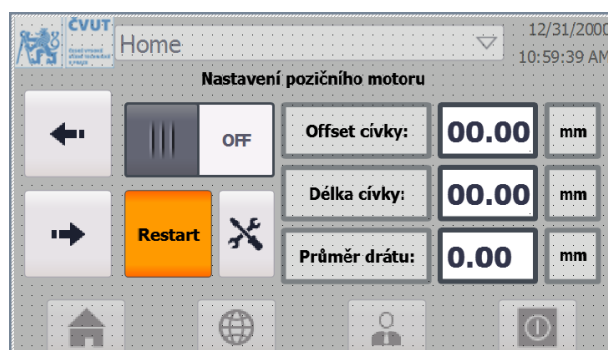 ČVUT
Home
12/31/2000
10:59:39 AM
Nastavení pozičního motoru
OFF
Offset cívky:
00.00
mm
Délka cívky:
00.00
mm
Restart
Průměr drátu:
0.00
mm